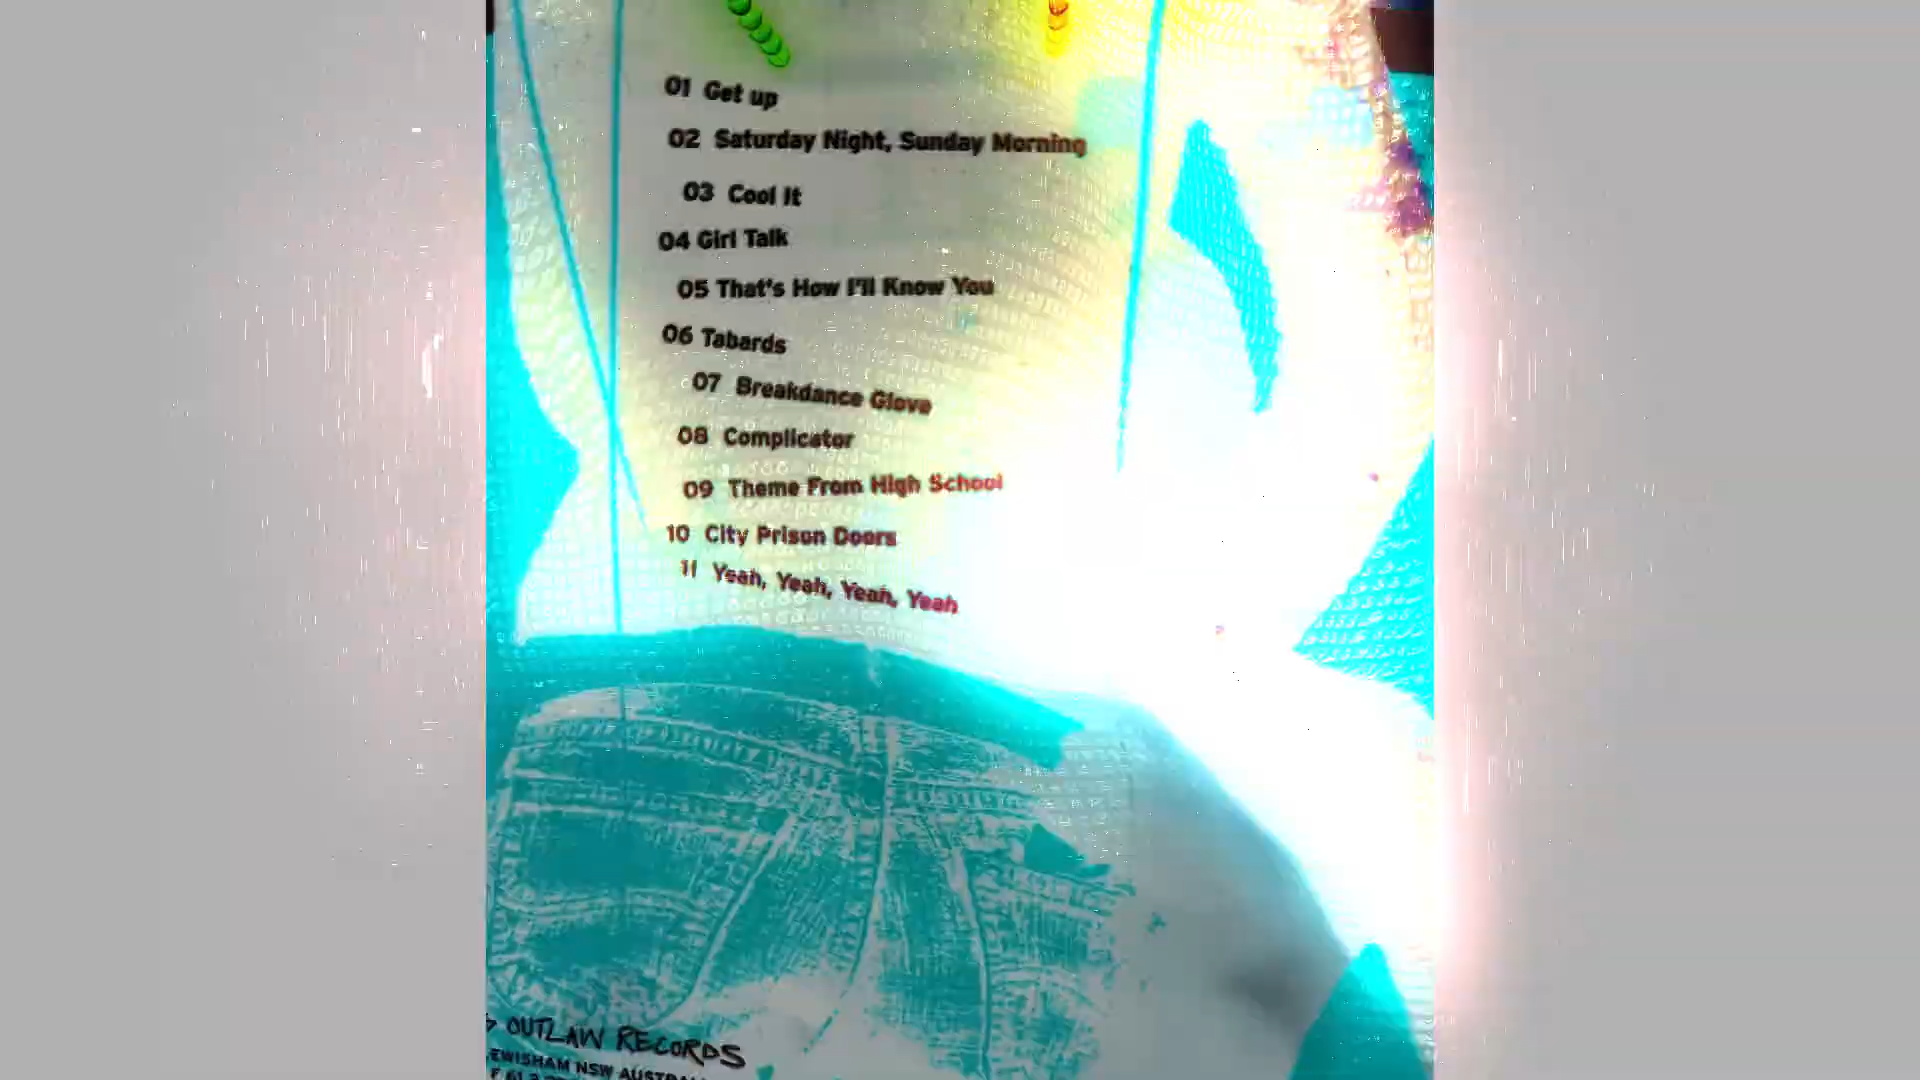 01 Get up
02 Saturday Night, Sunday Morning
03 Cool It
04 Girl Talk
05 That's How I'll Know You
06 Tabards
07 Breakdance Glove
08 Complicator
09 Theme From High School
10 City Prison Doors
11 Yeah, Yeah, Yeah, Yeah
OUTLAW RECORDS
EWISHAM NSW